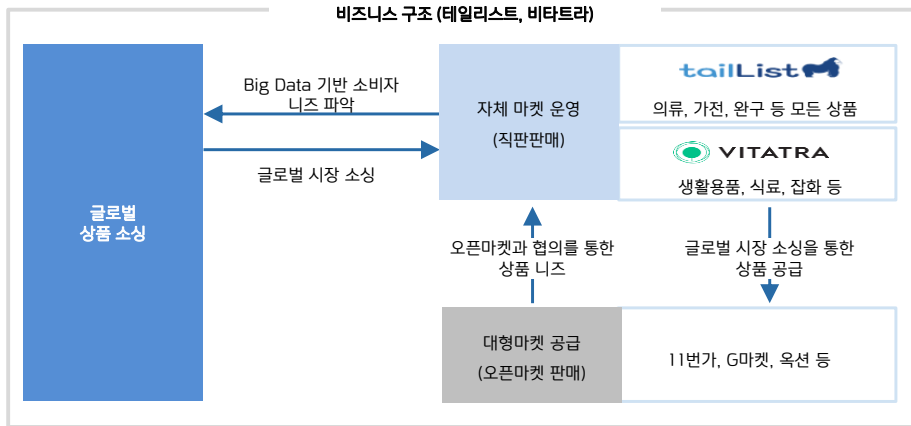 비즈니스 구조 (테일리스트, 비타트라)
Big Data 기반 소비자
니즈 파악
글로벌 시장 소싱
글로벌
상품 소싱
자체 마켓 운영
(직판판매)
tailList
의류, 가전, 완구 등 모든 상품
VITATRA
생활용품, 식료, 잡화 등
오픈마켓과 협의를 통한
상품 니즈
글로벌 시장 소싱을 통한
상품 공급
대형마켓 공급
(오픈마켓 판매)
11번가, G마켓, 옥션 등